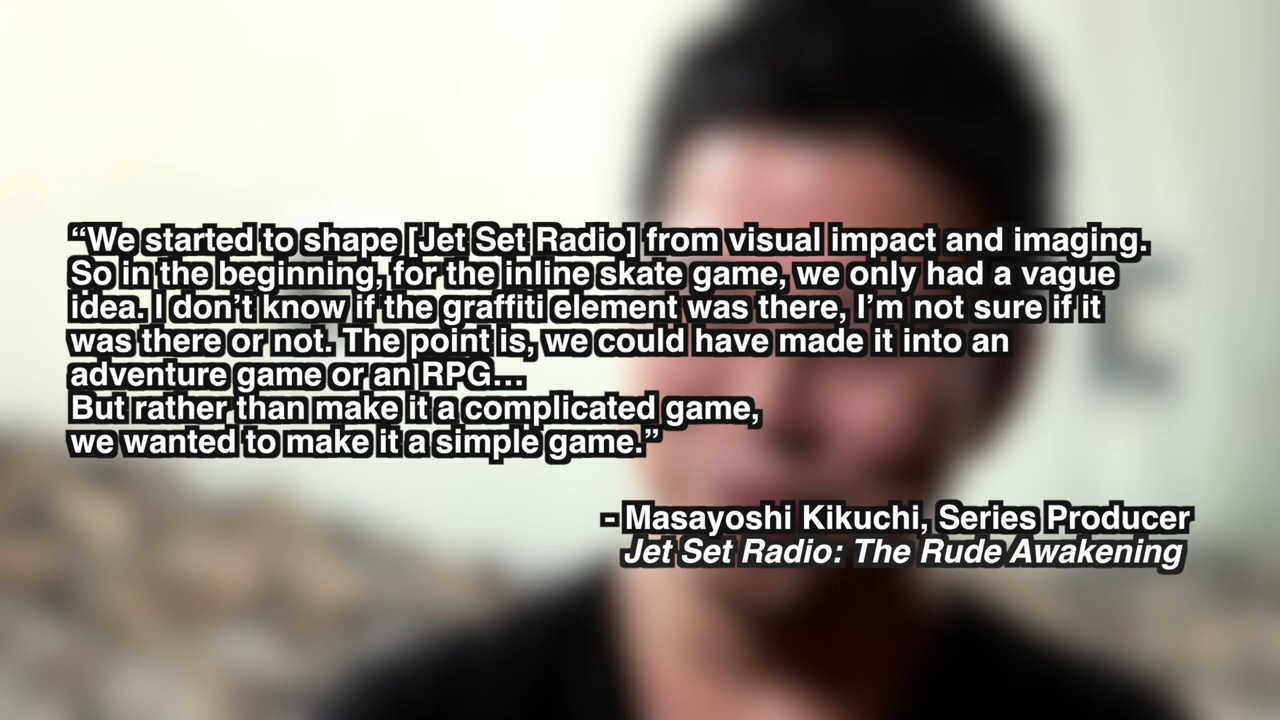 “We started to shape [Jet Set Radio] from visual impact and imaging.
So in the beginning, for the inline skate game, we only had a vague
idea. I don’t know if the graffiti element was there, I’m not sure if it
was there or not. The point is, we could have made it into an
adventure game or an RPG…
But rather than make it a complicated game,
we wanted to make it a simple game.”
- Masayoshi Kikuchi, Series Producer
Jet Set Radio: The Rude Awakening